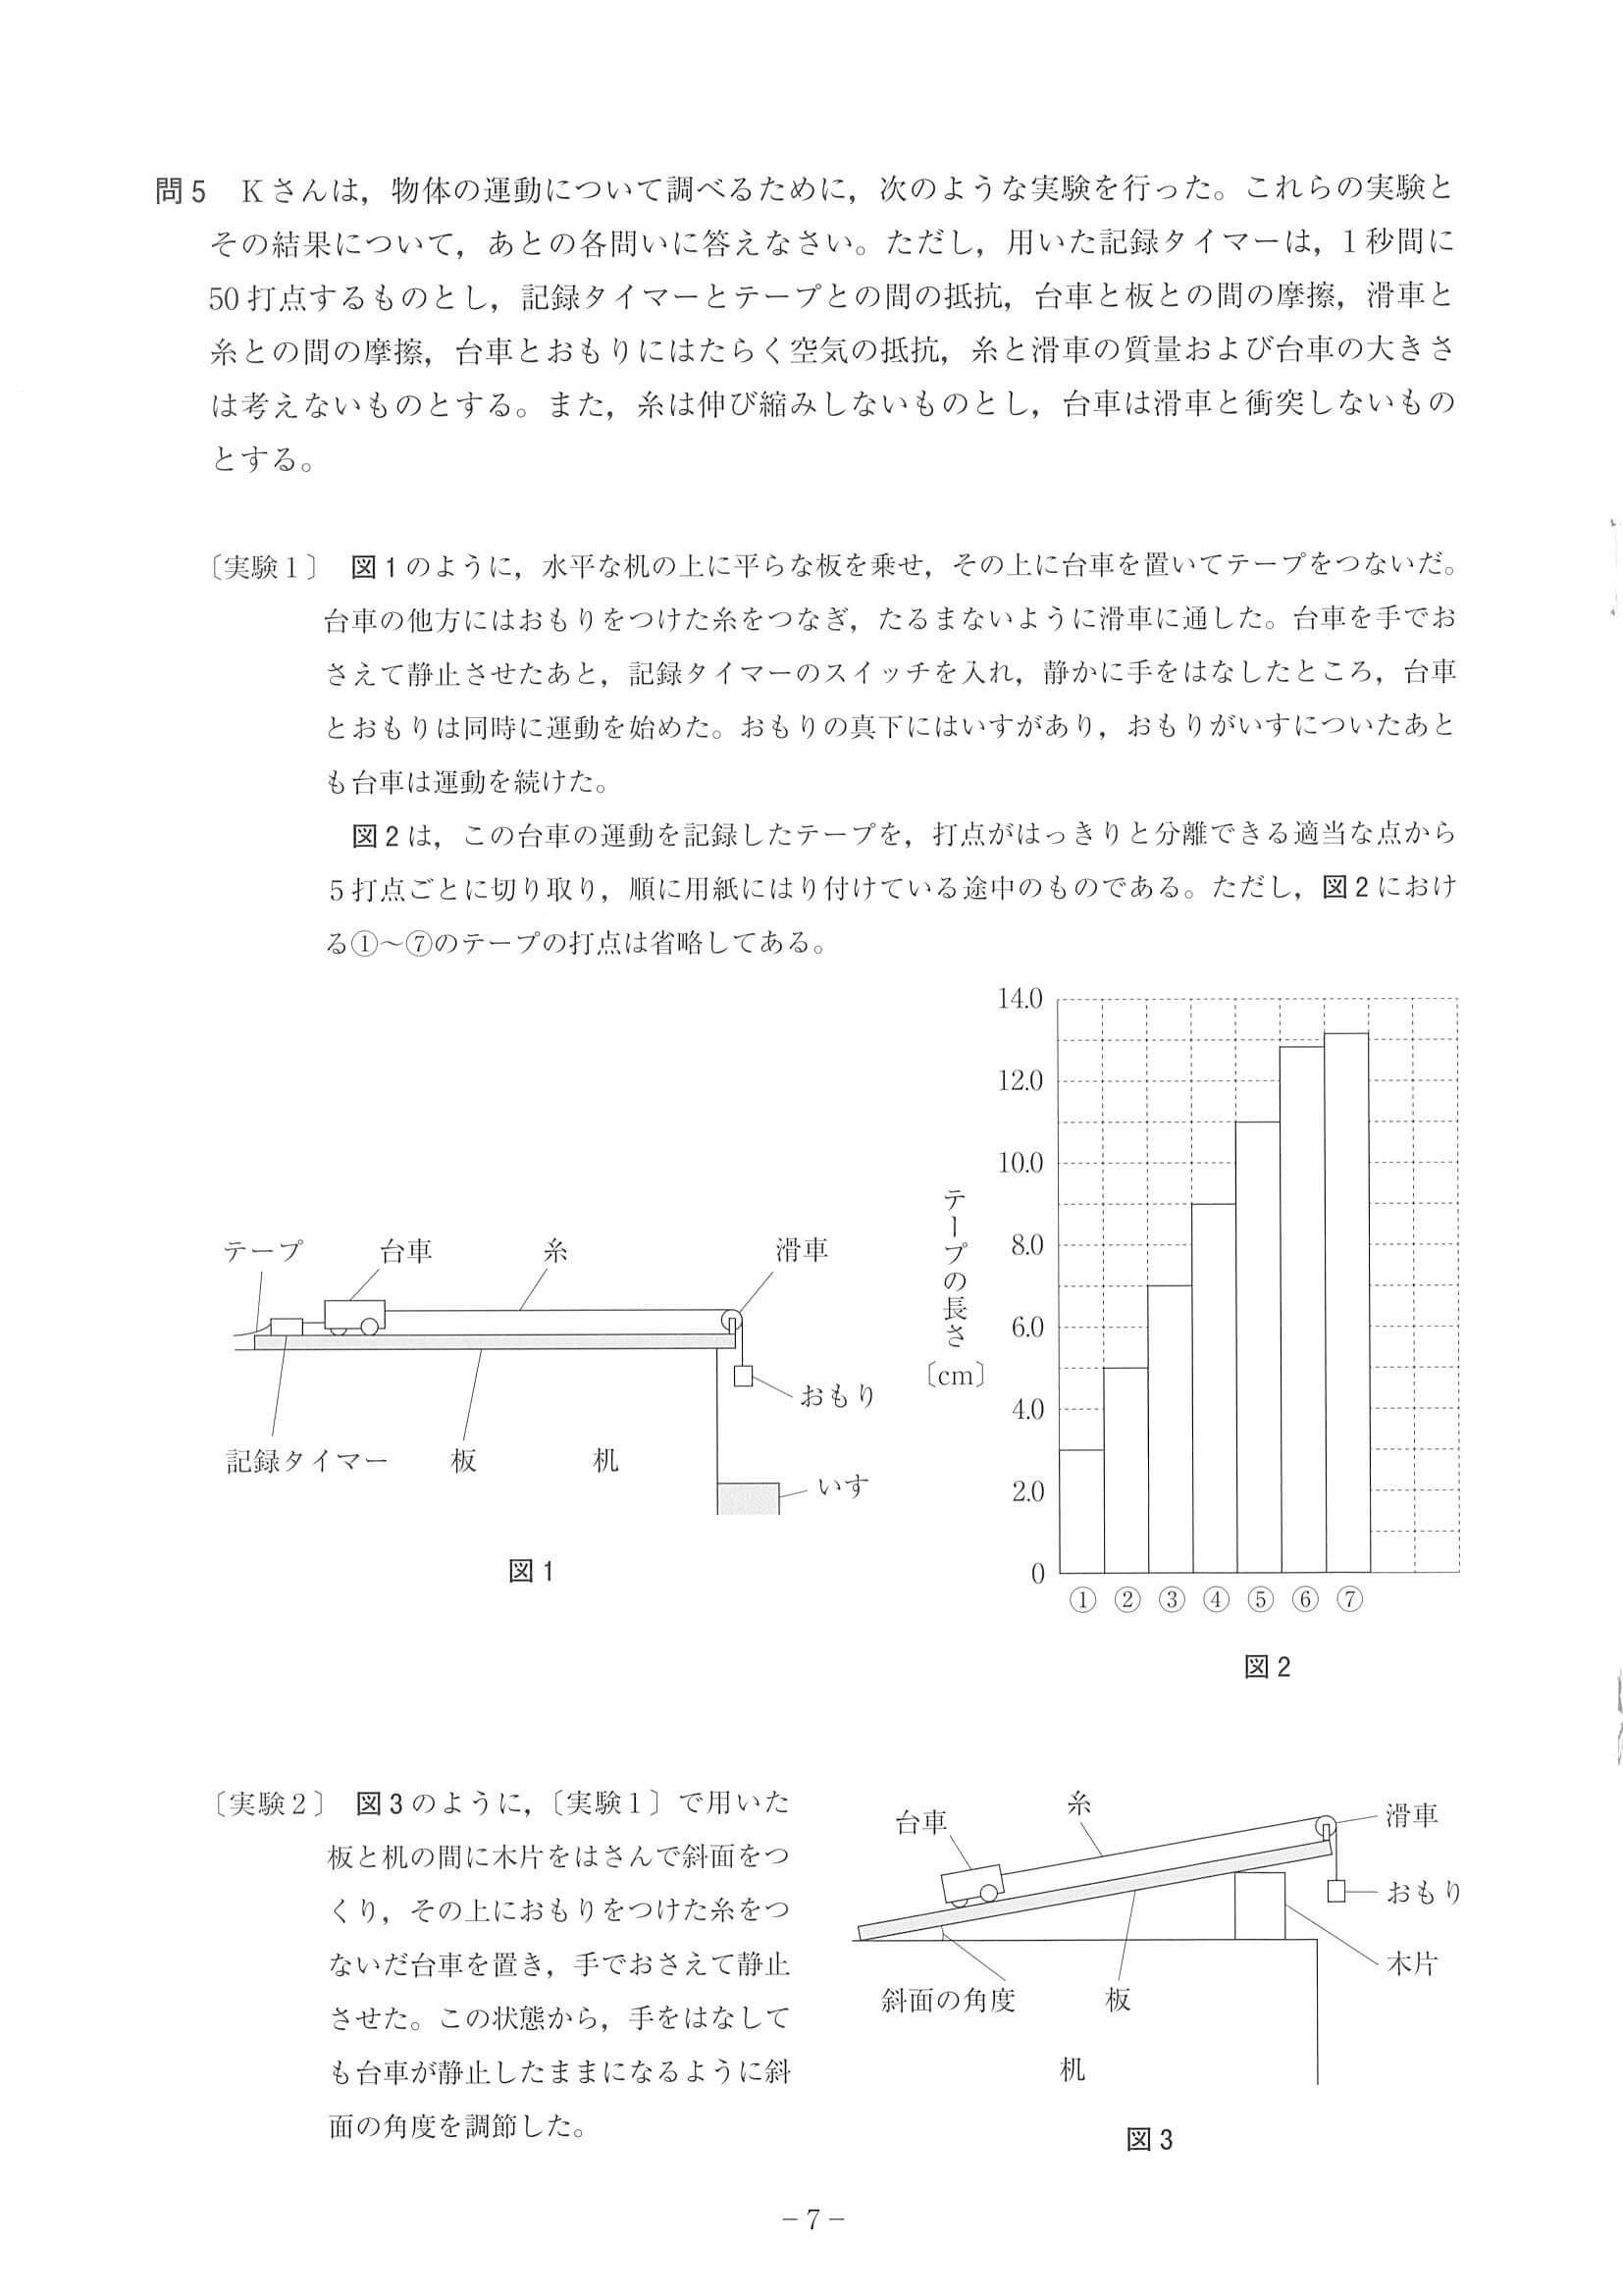 問5　Kさんは，物体の運動について調べるために，次のような実験を行った。これらの実験と
その結果について，あとの各問いに答えなさい。ただし，用いた記録タイマーは，1秒間に
50打点するものとし，記録タイマーとテープとの間の抵抗，台車と板との間の摩擦，滑車と
糸との間の摩擦，台車とおもりにはたらく空気の抵抗，糸と滑車の質量および台車の大きさ
は考えないものとする。また，糸は伸び縮みしないものとし，台車は滑車と衝突しないもの
とする。
〔実験1〕　図1のように，水平な机の上に平らな板を乗せ，その上に台車を置いてテープをつないだ。
台車の他方にはおもりをつけた糸をつなぎ，たるまないように滑車に通した。台車を手でお
さえて静止させたあと，記録タイマーのスイッチを入れ，静かに手をはなしたところ，台車
とおもりは同時に運動を始めた。おもりの真下にはいすがあり，おもりがいすについたあと
も台車は運動を続けた。
図2は，この台車の運動を記録したテープを，打点がはっきりと分離できる適当な点から
5打点ごとに切り取り，順に用紙にはり付けている途中のものである。ただし，図2におけ
る①～⑦のテープの打点は省略してある。
テープ
台車
糸
滑車
おもり
記録タイマー
板
机
いす
図1
14.0
12.0
10.0
8.0
6.0
4.0
2.0
0
テープの長さ
〔cm〕
① ② ③ ④ ⑤ ⑥ ⑦
図2
〔実験2〕　図3のように，〔実験1〕で用いた
板と机の間に木片をはさんで斜面をつ
くり，その上におもりをつけた糸をつ
ないだ台車を置き，手でおさえて静止
させた。この状態から，手をはなして
も台車が静止したままになるように斜
面の角度を調節した。
台車
糸
滑車
おもり
木片
斜面の角度
板
机
図3
－7－